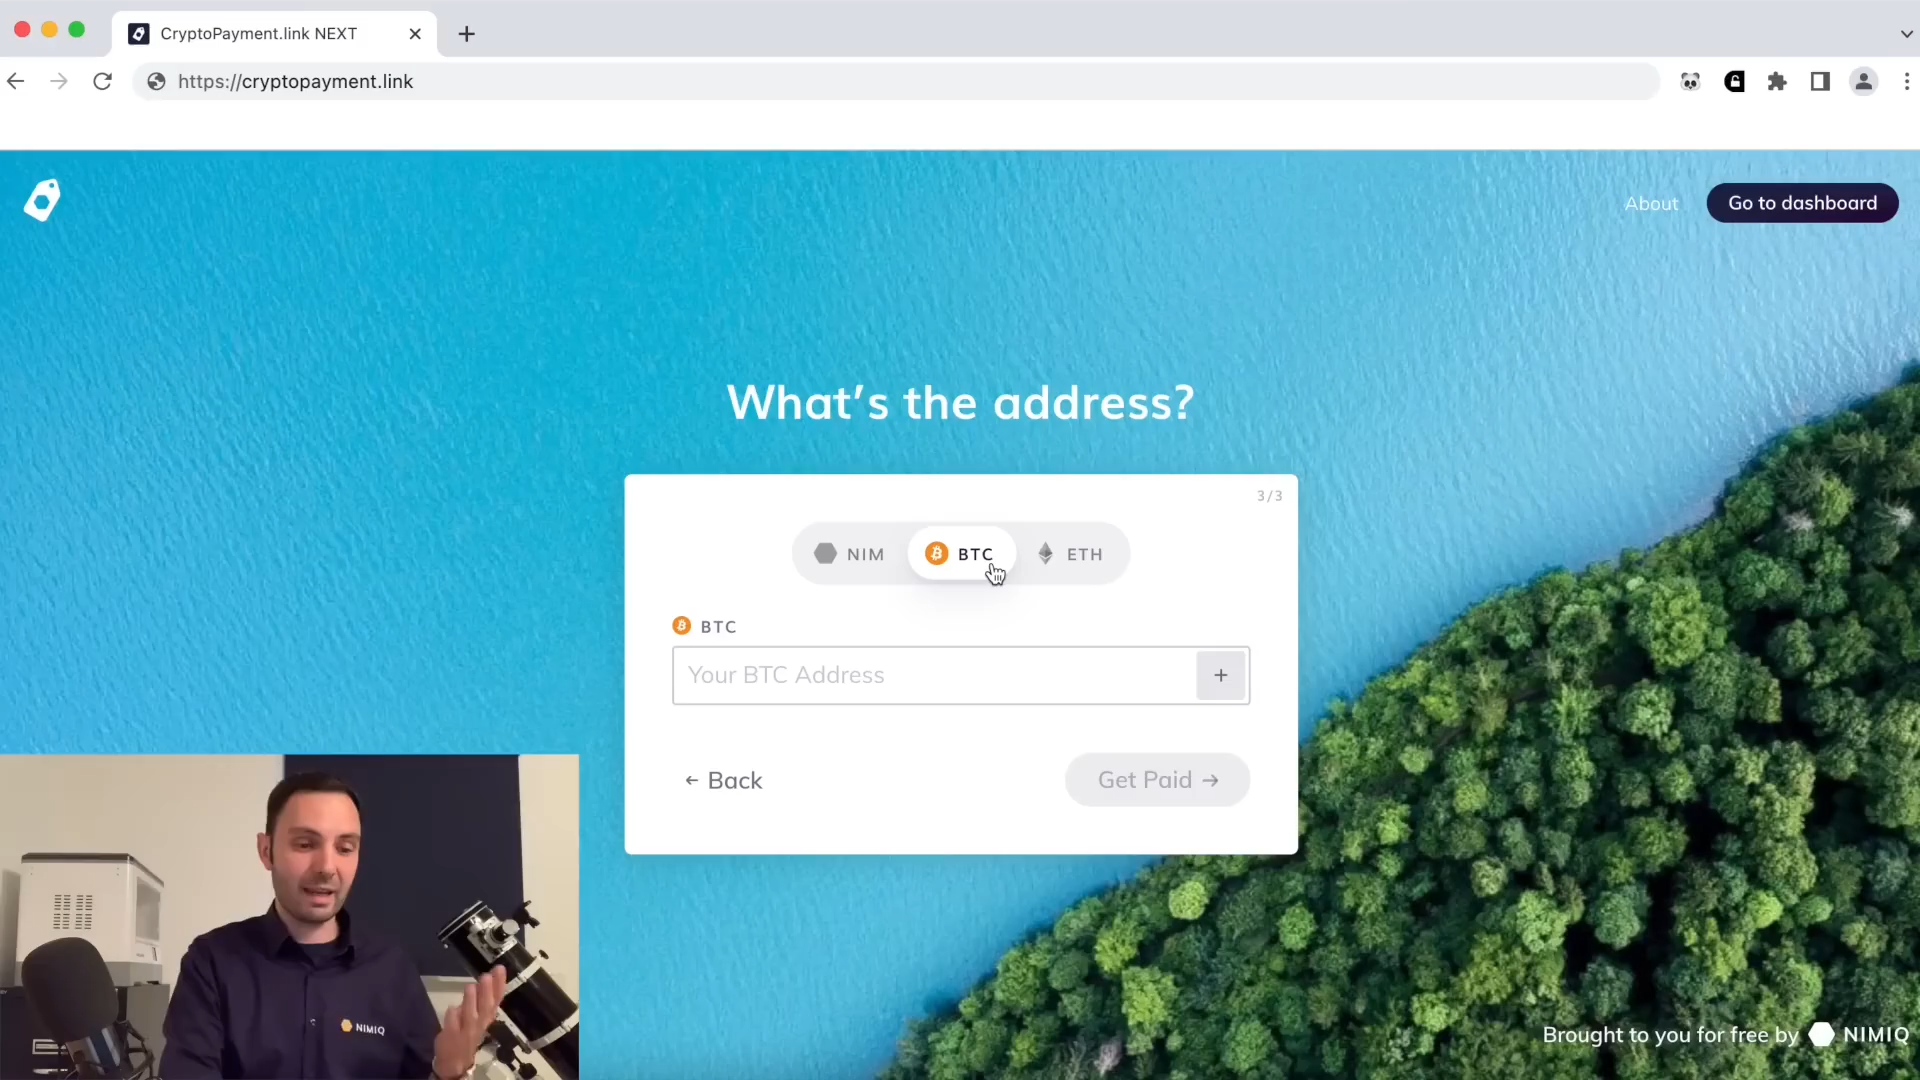 CryptoPayment.link NEXT
https://cryptopayment.link
About
Go to dashboard
What's the address?
3/3
NIM
BTC
ETH
BTC
Your BTC Address
+
← Back
Get Paid →
NIMIQ
Brought to you for free by NIMIQ